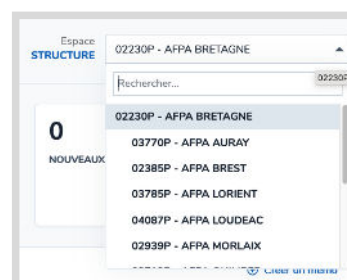 Espace
STRUCTURE
02230P - AFPA BRETAGNE
Rechercher...
02230P
0
NOUVEAUX
02230P - AFPA BRETAGNE
03770P - AFPA AURAY
02385P - AFPA BREST
03785P - AFPA LORIENT
04087P - AFPA LOUDEAC
02939P - AFPA MORLAIX
Créer un mémo